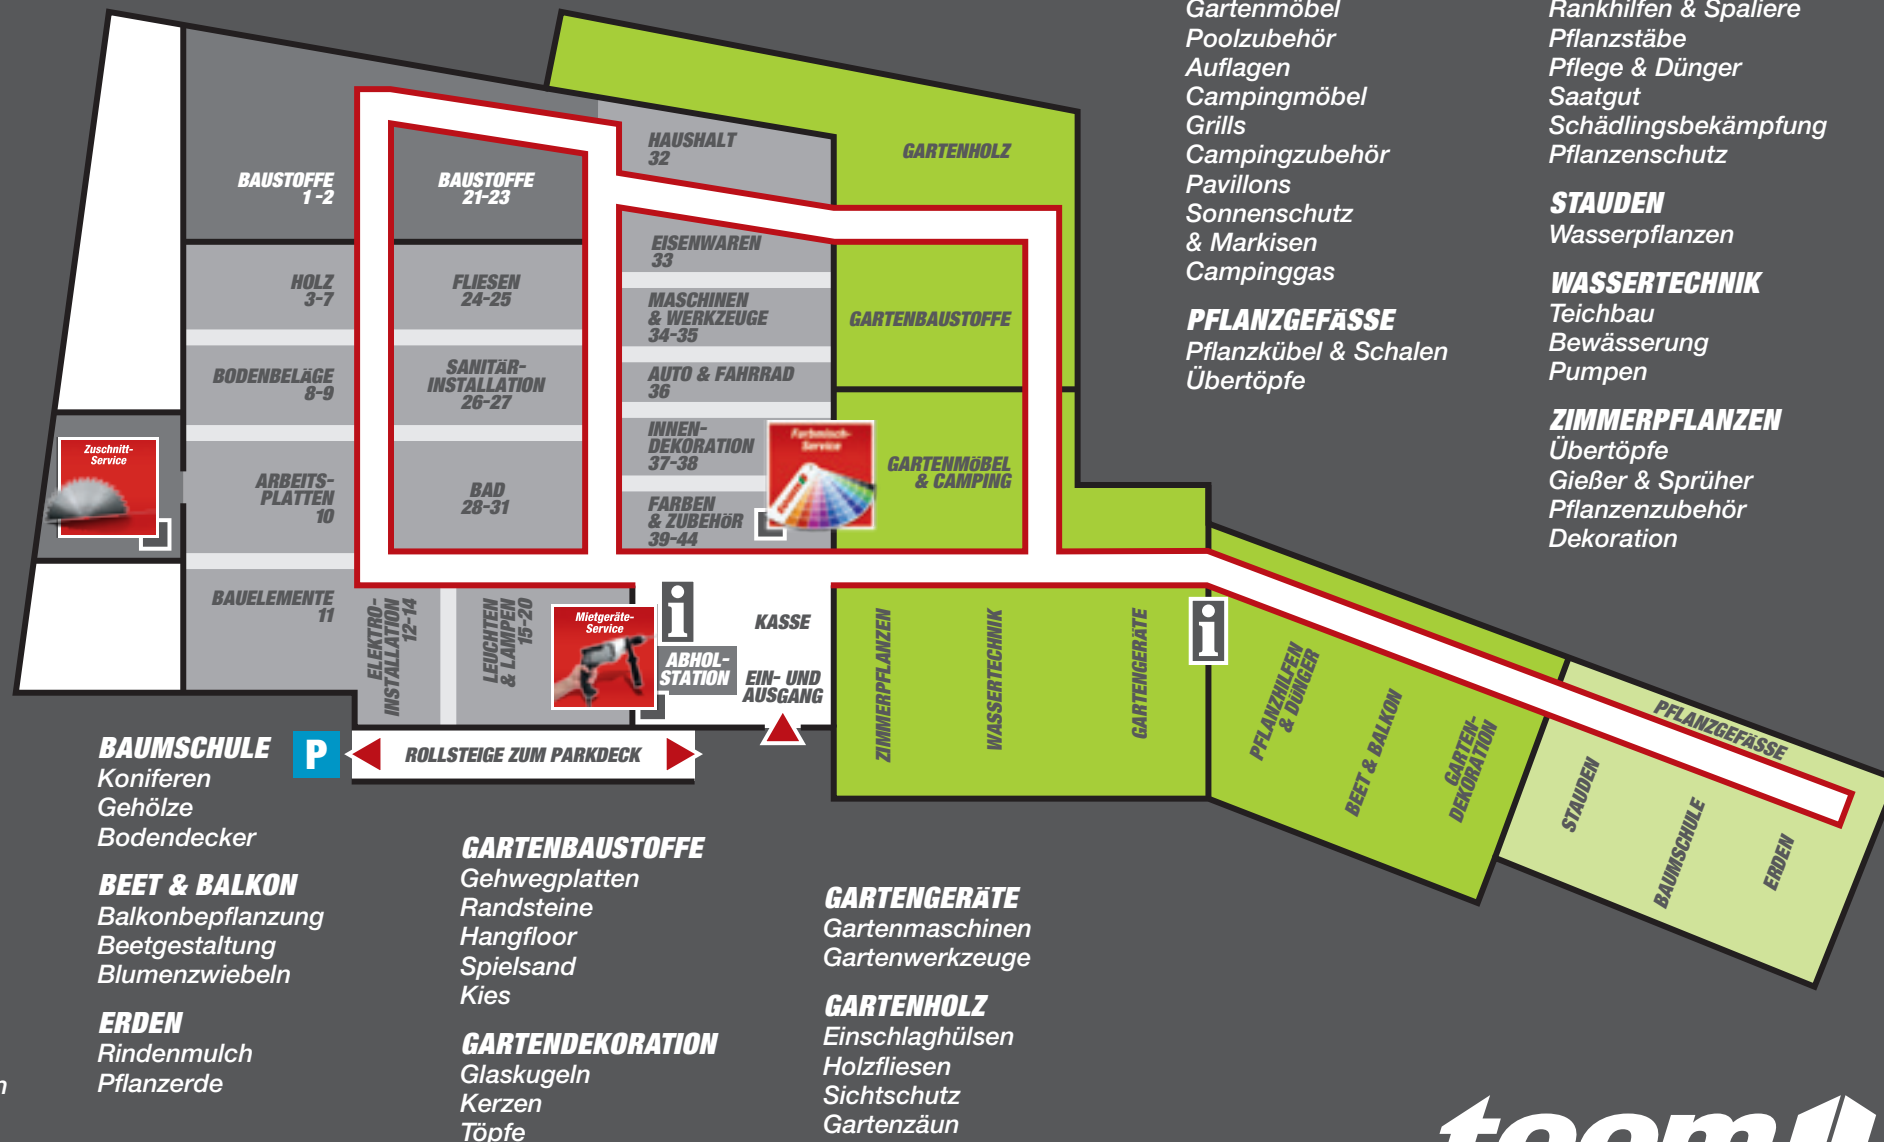 BAUSTOFFE
1-2
BAUSTOFFE
21-23
HAUSHALT
32
GARTENHOLZ
HOLZ
3-7
FLIESEN
24-25
EISENWAREN
33
MASCHINEN
& WERKZEUGE
34-35
GARTENBAUSTOFFE
BODENBELÄGE
8-9
SANITÄR-
INSTALLATION
26-27
AUTO & FAHRRAD
36
INNEN-
DEKORATION
37-38
Farbmisch-
Service
GARTENMÖBEL
& CAMPING
Zuschnitt-
Service
ARBEITS-
PLATTEN
10
BAD
28-31
FARBEN
& ZUBEHÖR
39-44
BAUELEMENTE
11
ELEKTRO-
INSTALLATION
12-14
LEUCHTEN
& LAMPEN
15-20
Mietgeräte-
Service
i
ABHOL-
STATION
KASSE
EIN- UND
AUSGANG
ZIMMERPFLANZEN
WASSERTECHNIK
GARTENGERÄTE
i
PFLANZHILFEN
& DÜNGER
BEET & BALKON
GARTEN-
DEKORATION
PFLANZGEFÄSSE
STAUDEN
BAUMSCHULE
ERDEN
P
ROLLSTEIGE ZUM PARKDECK
BAUMSCHULE
Koniferen
Gehölze
Bodendecker
BEET & BALKON
Balkonbepflanzung
Beetgestaltung
Blumenzwiebeln
ERDEN
Rindenmulch
Pflanzerde
GARTENBAUSTOFFE
Gehwegplatten
Randsteine
Hangfloor
Spielsand
Kies
GARTENDEKORATION
Glaskugeln
Kerzen
Töpfe
GARTENGERÄTE
Gartenmaschinen
Gartenwerkzeuge
GARTENHOLZ
Einschlaghülsen
Holzfliesen
Sichtschutz
Gartenzäun
Gartenmöbel
Poolzubehör
Auflagen
Campingmöbel
Grills
Campingzubehör
Pavillons
Sonnenschutz
& Markisen
Campinggas
PFLANZGEFÄSSE
Pflanzkübel & Schalen
Übertöpfe
Rankhilfen & Spaliere
Pflanzstäbe
Pflege & Dünger
Saatgut
Schädlingsbekämpfung
Pflanzenschutz
STAUDEN
Wasserpflanzen
WASSERTECHNIK
Teichbau
Bewässerung
Pumpen
ZIMMERPFLANZEN
Übertöpfe
Gießer & Sprüher
Pflanzenzubehör
Dekoration
toom